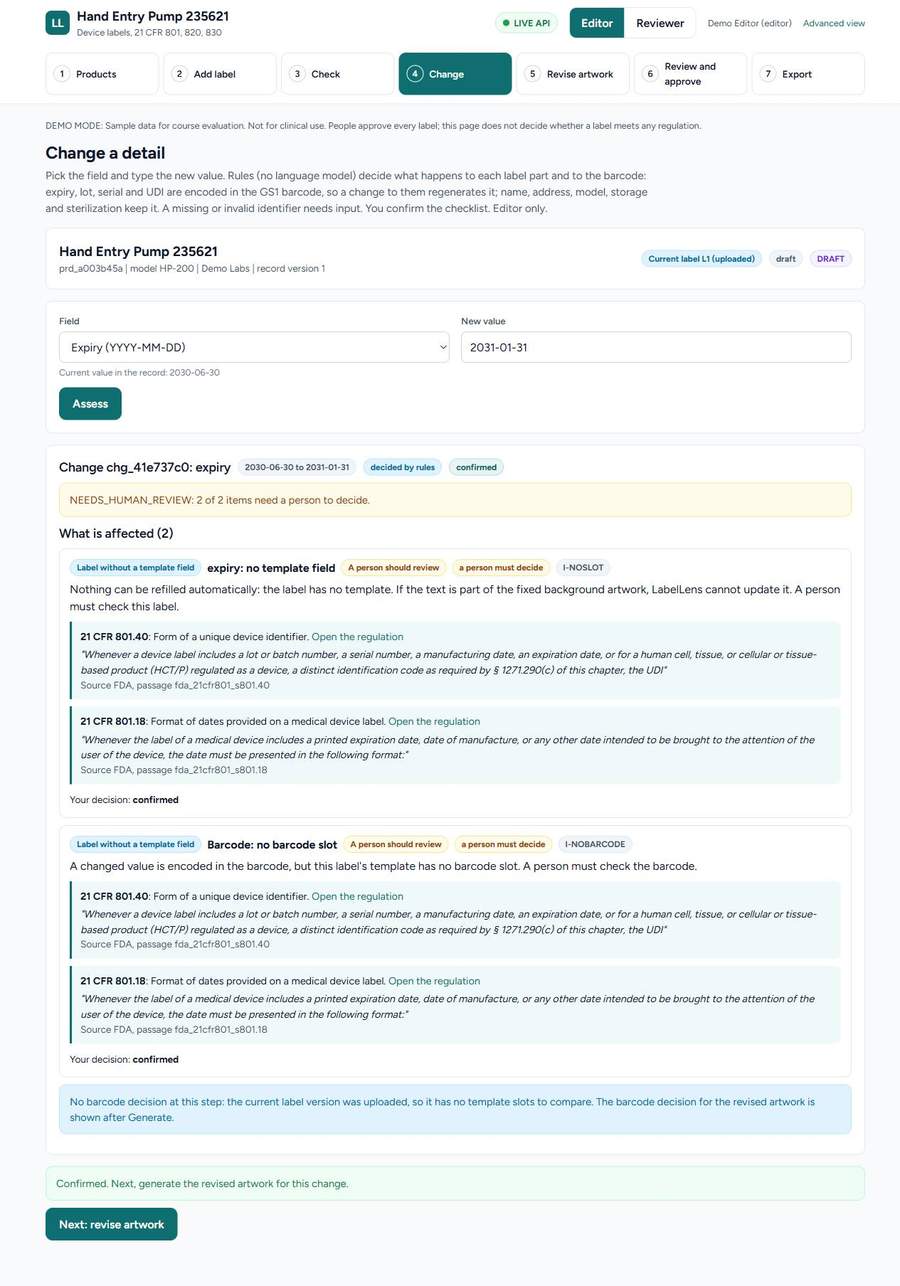 LL
Hand Entry Pump 235621
Device labels, 21 CFR 801, 820, 830
LIVE API
Editor
Reviewer
Demo Editor (editor)
Advanced view
1 Products
2 Add label
3 Check
4 Change
5 Revise artwork
6 Review and
approve
7 Export
DEMO MODE: Sample data for course evaluation. Not for clinical use. People approve every label; this page does not decide whether a label meets any regulation.
Change a detail
Pick the field and type the new value. Rules (no language model) decide what happens to each label part and to the barcode:
expiry, lot, serial and UDI are encoded in the GS1 barcode, so a change to them regenerates it; name, address, model, storage
and sterilization keep it. A missing or invalid identifier needs input. You confirm the checklist. Editor only.
Hand Entry Pump 235621
prd_a003b45a | model HP-200 | Demo Labs | record version 1
Current label L1 (uploaded)
draft
DRAFT
Field
New value
Expiry (YYYY-MM-DD)
2031-01-31
Current value in the record: 2030-06-30
Assess
Change chg_41e737c0: expiry
2030-06-30 to 2031-01-31
decided by rules
confirmed
NEEDS_HUMAN_REVIEW: 2 of 2 items need a person to decide.
What is affected (2)
Label without a template field
expiry: no template field
A person should review
a person must decide
I-NOSLOT
Nothing can be refilled automatically: the label has no template. If the text is part of the fixed background artwork, LabelLens cannot update it. A person
must check this label.
21 CFR 801.40: Form of a unique device identifier. Open the regulation
"Whenever a device label includes a lot or batch number, a serial number, a manufacturing date, an expiration date, or for a human cell, tissue, or cellular or tissue-
based product (HCT/P) regulated as a device, a distinct identification code as required by § 1271.290(c) of this chapter, the UDI"
Source FDA, passage fda_21cfr801_s801.40
21 CFR 801.18: Format of dates provided on a medical device label. Open the regulation
"Whenever the label of a medical device includes a printed expiration date, date of manufacture, or any other date intended to be brought to the attention of the
user of the device, the date must be presented in the following format:"
Source FDA, passage fda_21cfr801_s801.18
Your decision: confirmed
Label without a template field
Barcode: no barcode slot
A person should review
a person must decide
I-NOBARCODE
A changed value is encoded in the barcode, but this label's template has no barcode slot. A person must check the barcode.
21 CFR 801.40: Form of a unique device identifier. Open the regulation
"Whenever a device label includes a lot or batch number, a serial number, a manufacturing date, an expiration date, or for a human cell, tissue, or cellular or tissue-
based product (HCT/P) regulated as a device, a distinct identification code as required by § 1271.290(c) of this chapter, the UDI"
Source FDA, passage fda_21cfr801_s801.40
21 CFR 801.18: Format of dates provided on a medical device label. Open the regulation
"Whenever the label of a medical device includes a printed expiration date, date of manufacture, or any other date intended to be brought to the attention of the
user of the device, the date must be presented in the following format:"
Source FDA, passage fda_21cfr801_s801.18
Your decision: confirmed
No barcode decision at this step: the current label version was uploaded, so it has no template slots to compare. The barcode decision for the revised artwork is
shown after Generate.
Confirmed. Next, generate the revised artwork for this change.
Next: revise artwork